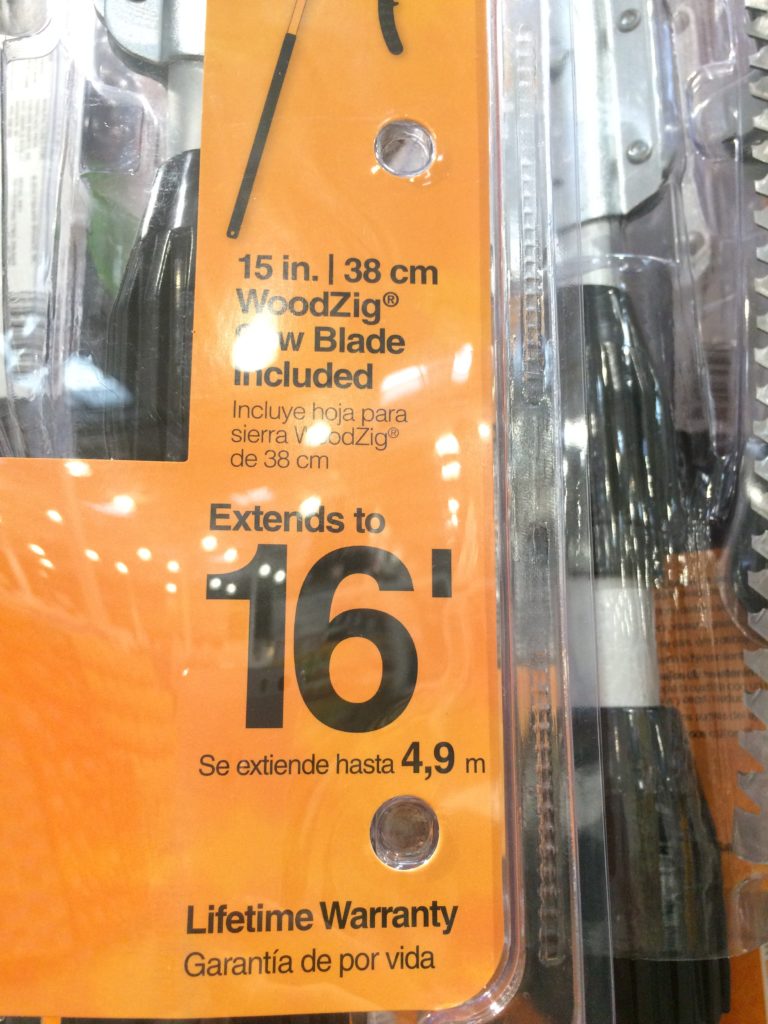 15 in. | 38 cm
WoodZig®
Saw Blade
Included
Incluye hoja para
sierra WoodZig®
de 38 cm
Extends to
16'
Se extiende hasta 4,9 m
Lifetime Warranty
Garantía de por vida